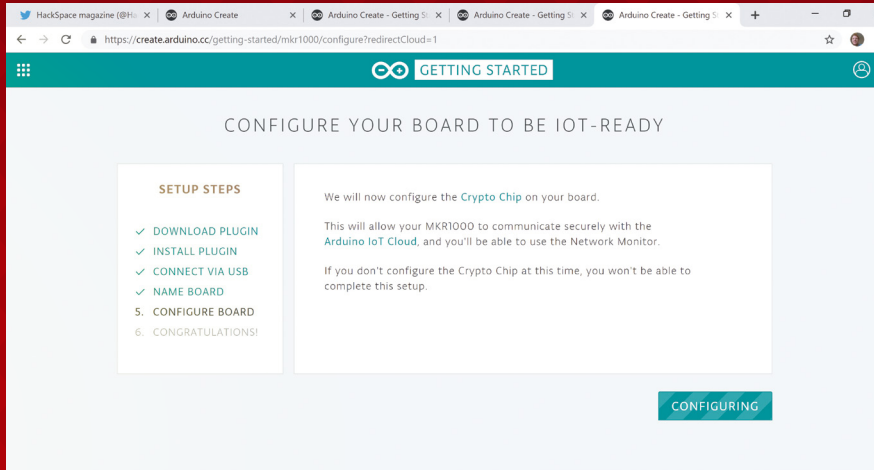 HackSpace magazine (@Ha
Arduino Create
Arduino Create - Getting St
Arduino Create - Getting St
Arduino Create - Getting St
https://create.arduino.cc/getting-started/mkr1000/configure?redirectCloud=1
GETTING STARTED
CONFIGURE YOUR BOARD TO BE IOT-READY
SETUP STEPS
DOWNLOAD PLUGIN
INSTALL PLUGIN
CONNECT VIA USB
NAME BOARD
5. CONFIGURE BOARD
6. CONGRATULATIONS!
We will now configure the Crypto Chip on your board.
This will allow your MKR1000 to communicate securely with the
Arduino IoT Cloud, and you'll be able to use the Network Monitor.
If you don't configure the Crypto Chip at this time, you won't be able to
complete this setup.
CONFIGURING